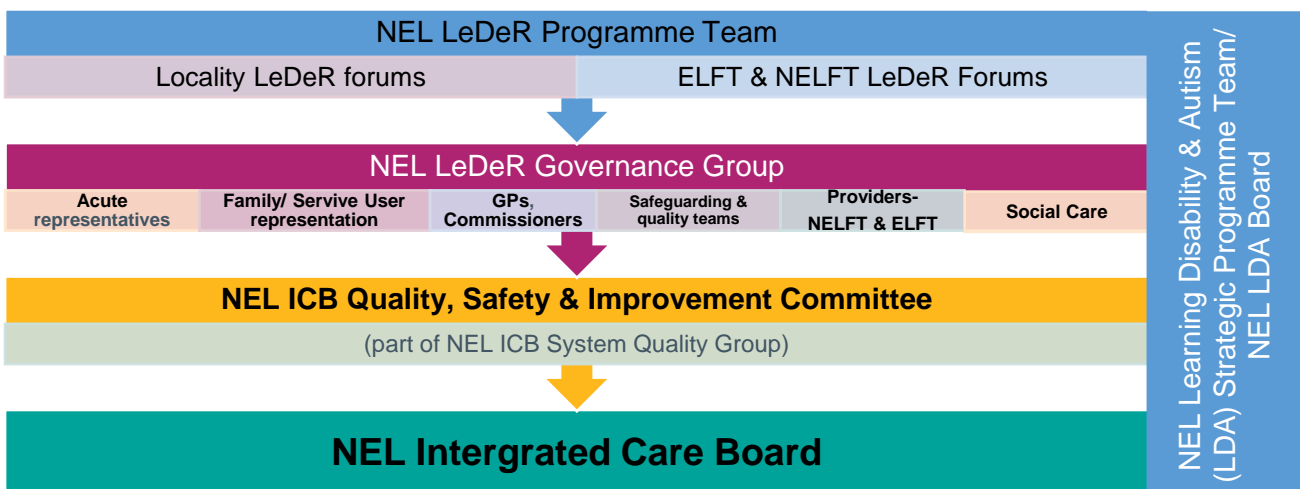 NEL LeDeR Programme Team
Locality LeDeR forums
ELFT & NELFT LeDeR Forums
NEL LeDeR Governance Group
Acute
representatives
Family/ Servive User
representation
GPs,
Commissioners
Safeguarding &
quality teams
Providers-
NELFT & ELFT
Social Care
NEL ICB Quality, Safety & Improvement Committee
(part of NEL ICB System Quality Group)
NEL Intergrated Care Board
NEL Learning Disability & Autism
(LDA) Strategic Programme Team/
NEL LDA Board